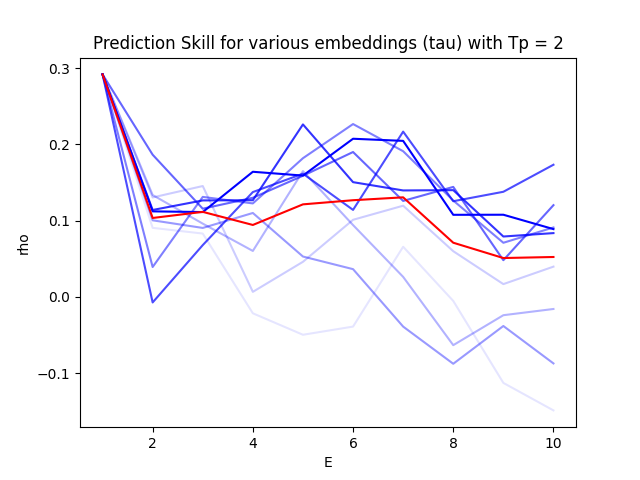 Prediction Skill for various embeddings (tau) with Tp = 2
0.3
0.2
0.1
0.0
−0.1
rho
2 4 6 8 10
E